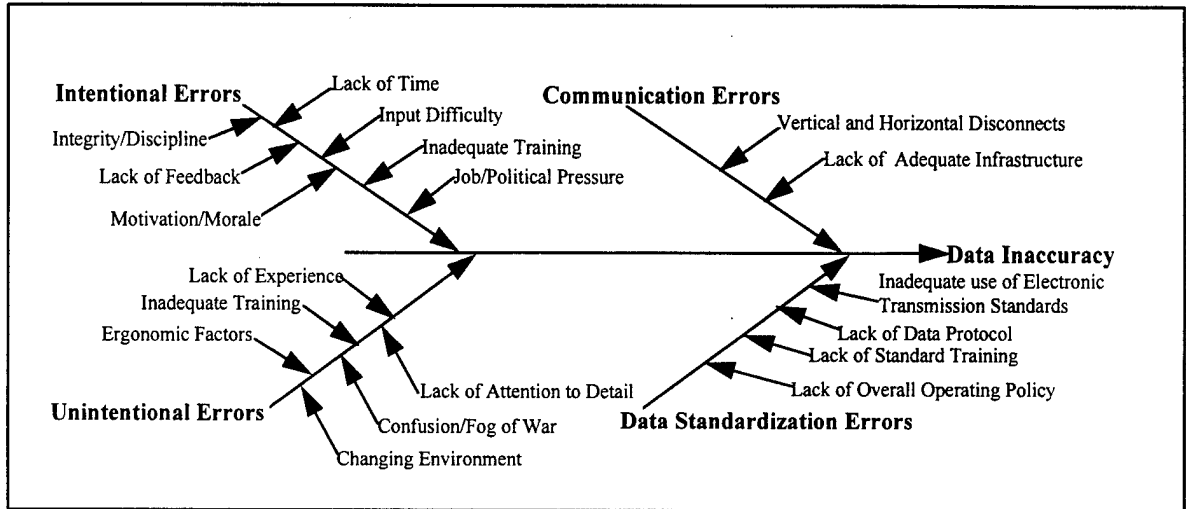 Intentional Errors
Lack of Time
Input Difficulty
Integrity/Discipline
Inadequate Training
Lack of Feedback
Job/Political Pressure
Motivation/Morale
Communication Errors
Vertical and Horizontal Disconnects
Lack of Adequate Infrastructure
Data Inaccuracy
Lack of Experience
Inadequate Training
Ergonomic Factors
Unintentional Errors
Lack of Attention to Detail
Confusion/Fog of War
Changing Environment
Inadequate use of Electronic
Transmission Standards
Lack of Data Protocol
Lack of Standard Training
Lack of Overall Operating Policy
Data Standardization Errors